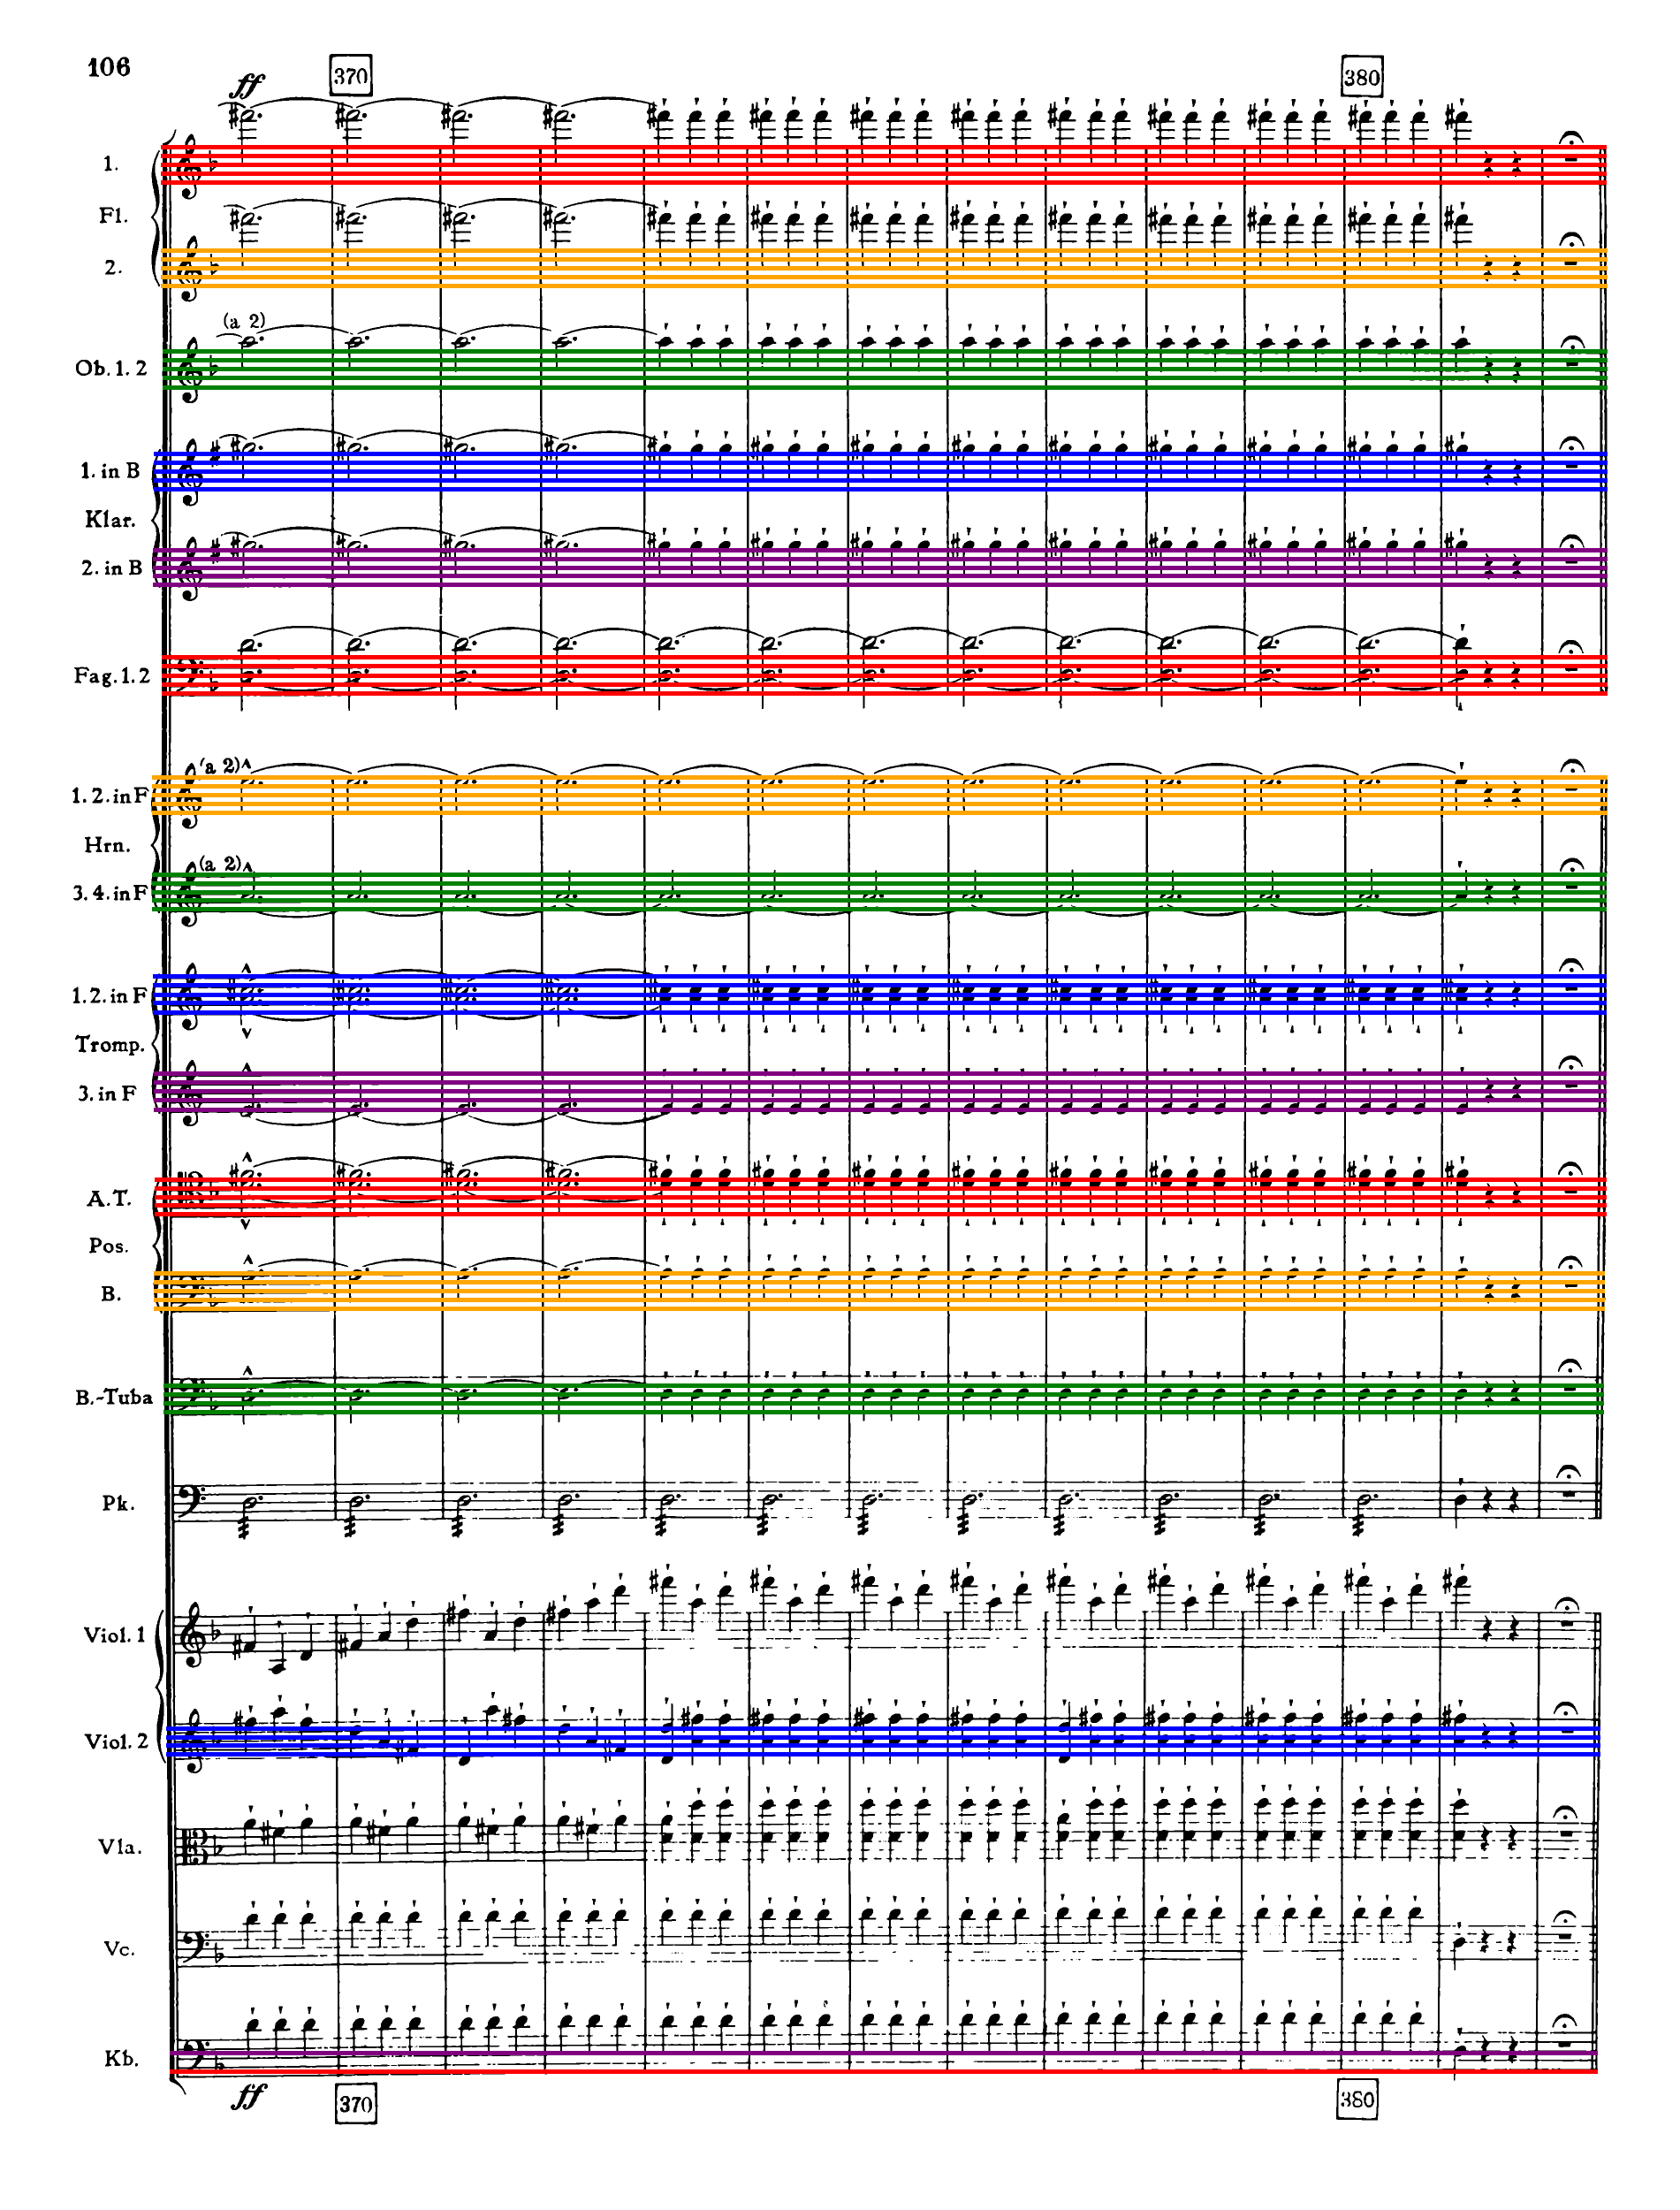 106
ff
370
380
1.
Fl.
2.
(a 2)
Ob. 1. 2
1. in B
Klar.
2. in B
Fag. 1. 2
(a 2)
1. 2. in F
Hrn.
(a 2)
3. 4. in F
1. 2. in F
Tromp.
3. in F
A. T.
Pos.
B.
B.-Tuba
Pk.
Viol. 1
Viol. 2
Vla.
Vc.
Kb.
ff
370
380